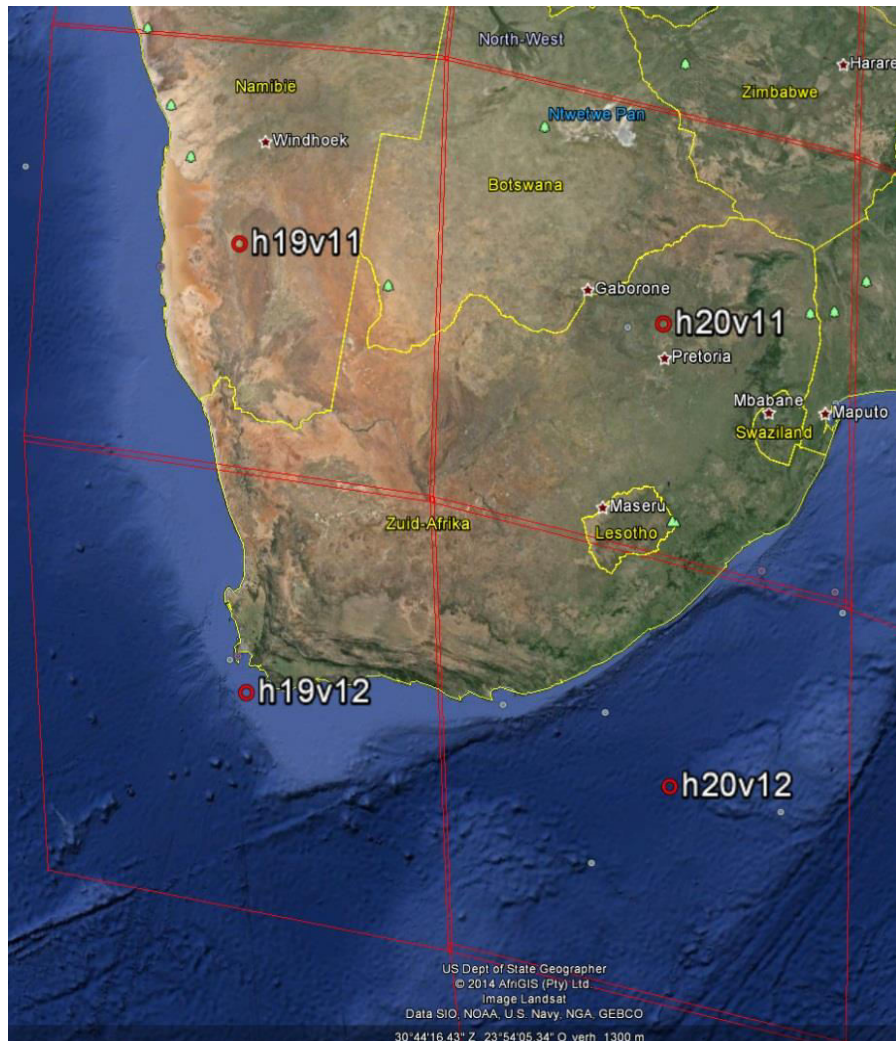 North-West
Harare
Namibië
Zimbabwe
Ntwetwe Pan
Windhoek
Botswana
h19v11
Gaborone
h20v11
Pretoria
Mbabane
Maputo
Swaziland
Maseru
Zuid-Afrika
Lesotho
h19v12
h20v12
US Dept of State Geographer
© 2014 AfriGIS (Pty) Ltd.
Image Landsat
Data SIO, NOAA, U.S. Navy, NGA, GEBCO
30°44'16.43" Z 23°54'05.34" O verh 1300 m